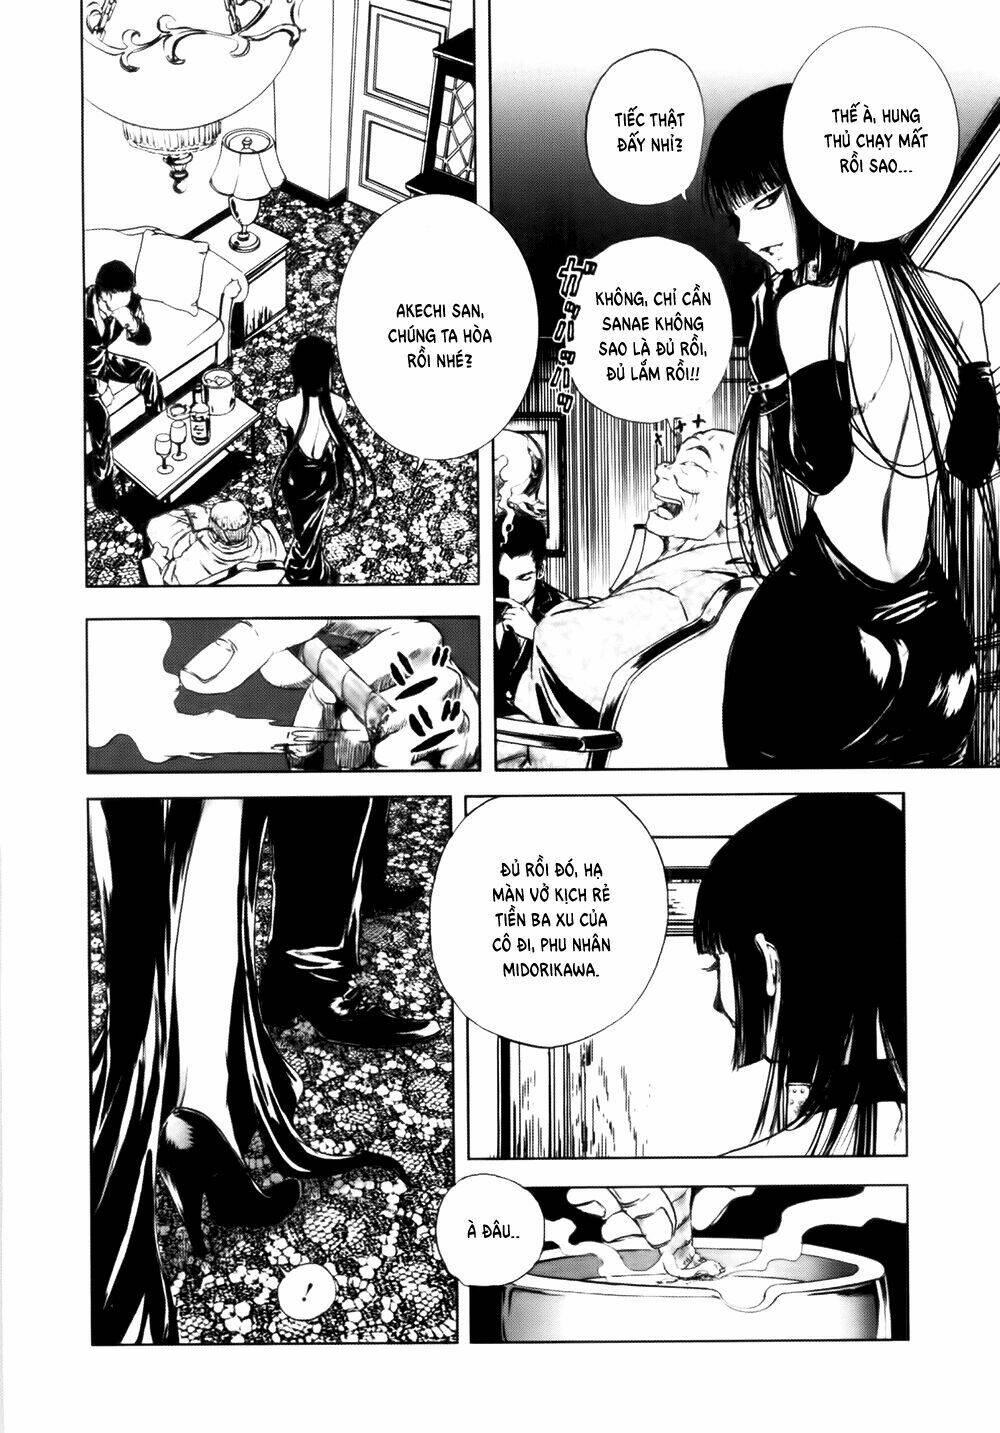 THẾ À, HUNG
THỦ CHẠY MẤT
RỒI SAO...
TIẾC THẬT
ĐẤY NHỈ?
KHÔNG, CHỈ CẦN
SANAE KHÔNG
SAO LÀ ĐỦ RỒI,
ĐỦ LẮM RỒI!!
AKECHI SAN,
CHÚNG TA HÒA
RỒI NHÉ?
ĐỦ RỒI ĐÓ, HẠ
MÀN VỞ KỊCH RẺ
TIỀN BA XU CỦA
CÔ ĐI, PHU NHÂN
MIDORIKAWA.
À ĐÂU..
!